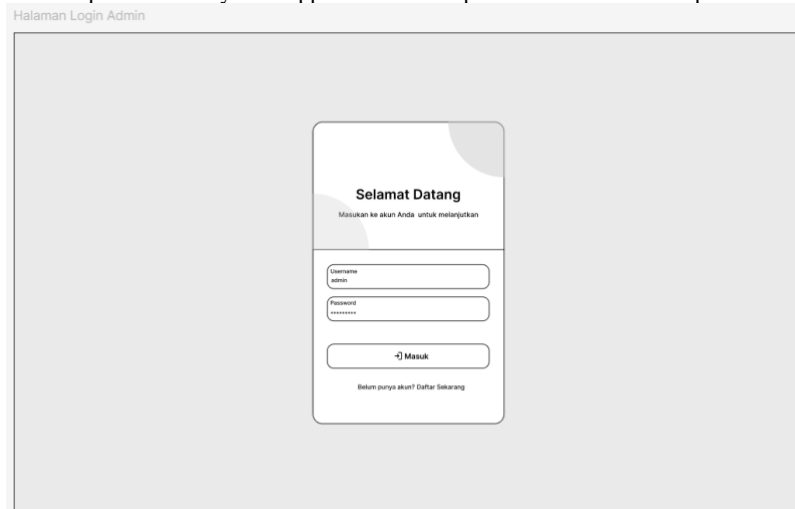 Halaman Login Admin
Selamat Datang
Masukan ke akun Anda untuk melanjutkan
Username
admin
Password
*********
Masuk
Belum punya akun? Daftar Sekarang